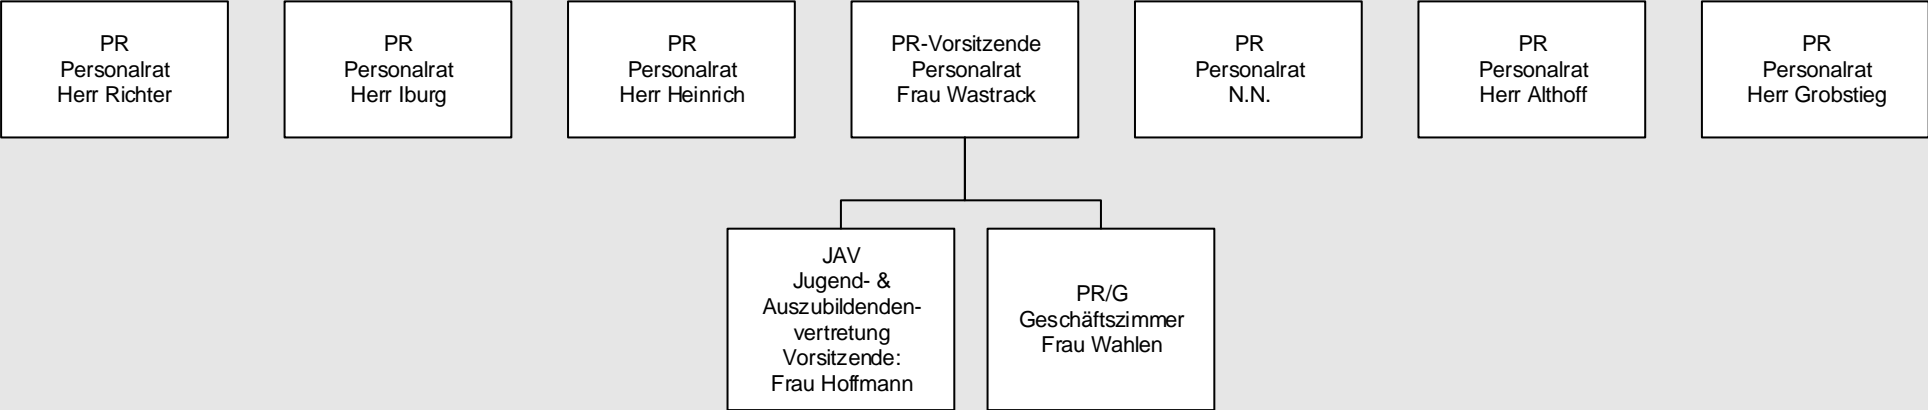 PR
Personalrat
Herr Richter
PR
Personalrat
Herr Iburg
PR
Personalrat
Herr Heinrich
PR-Vorsitzende
Personalrat
Frau Wastrack
PR
Personalrat
N.N.
PR
Personalrat
Herr Althoff
PR
Personalrat
Herr Grobstieg
JAV
Jugend- &
Auszubildenden-
vertretung
Vorsitzende:
Frau Hoffmann
PR/G
Geschäftszimmer
Frau Wahlen